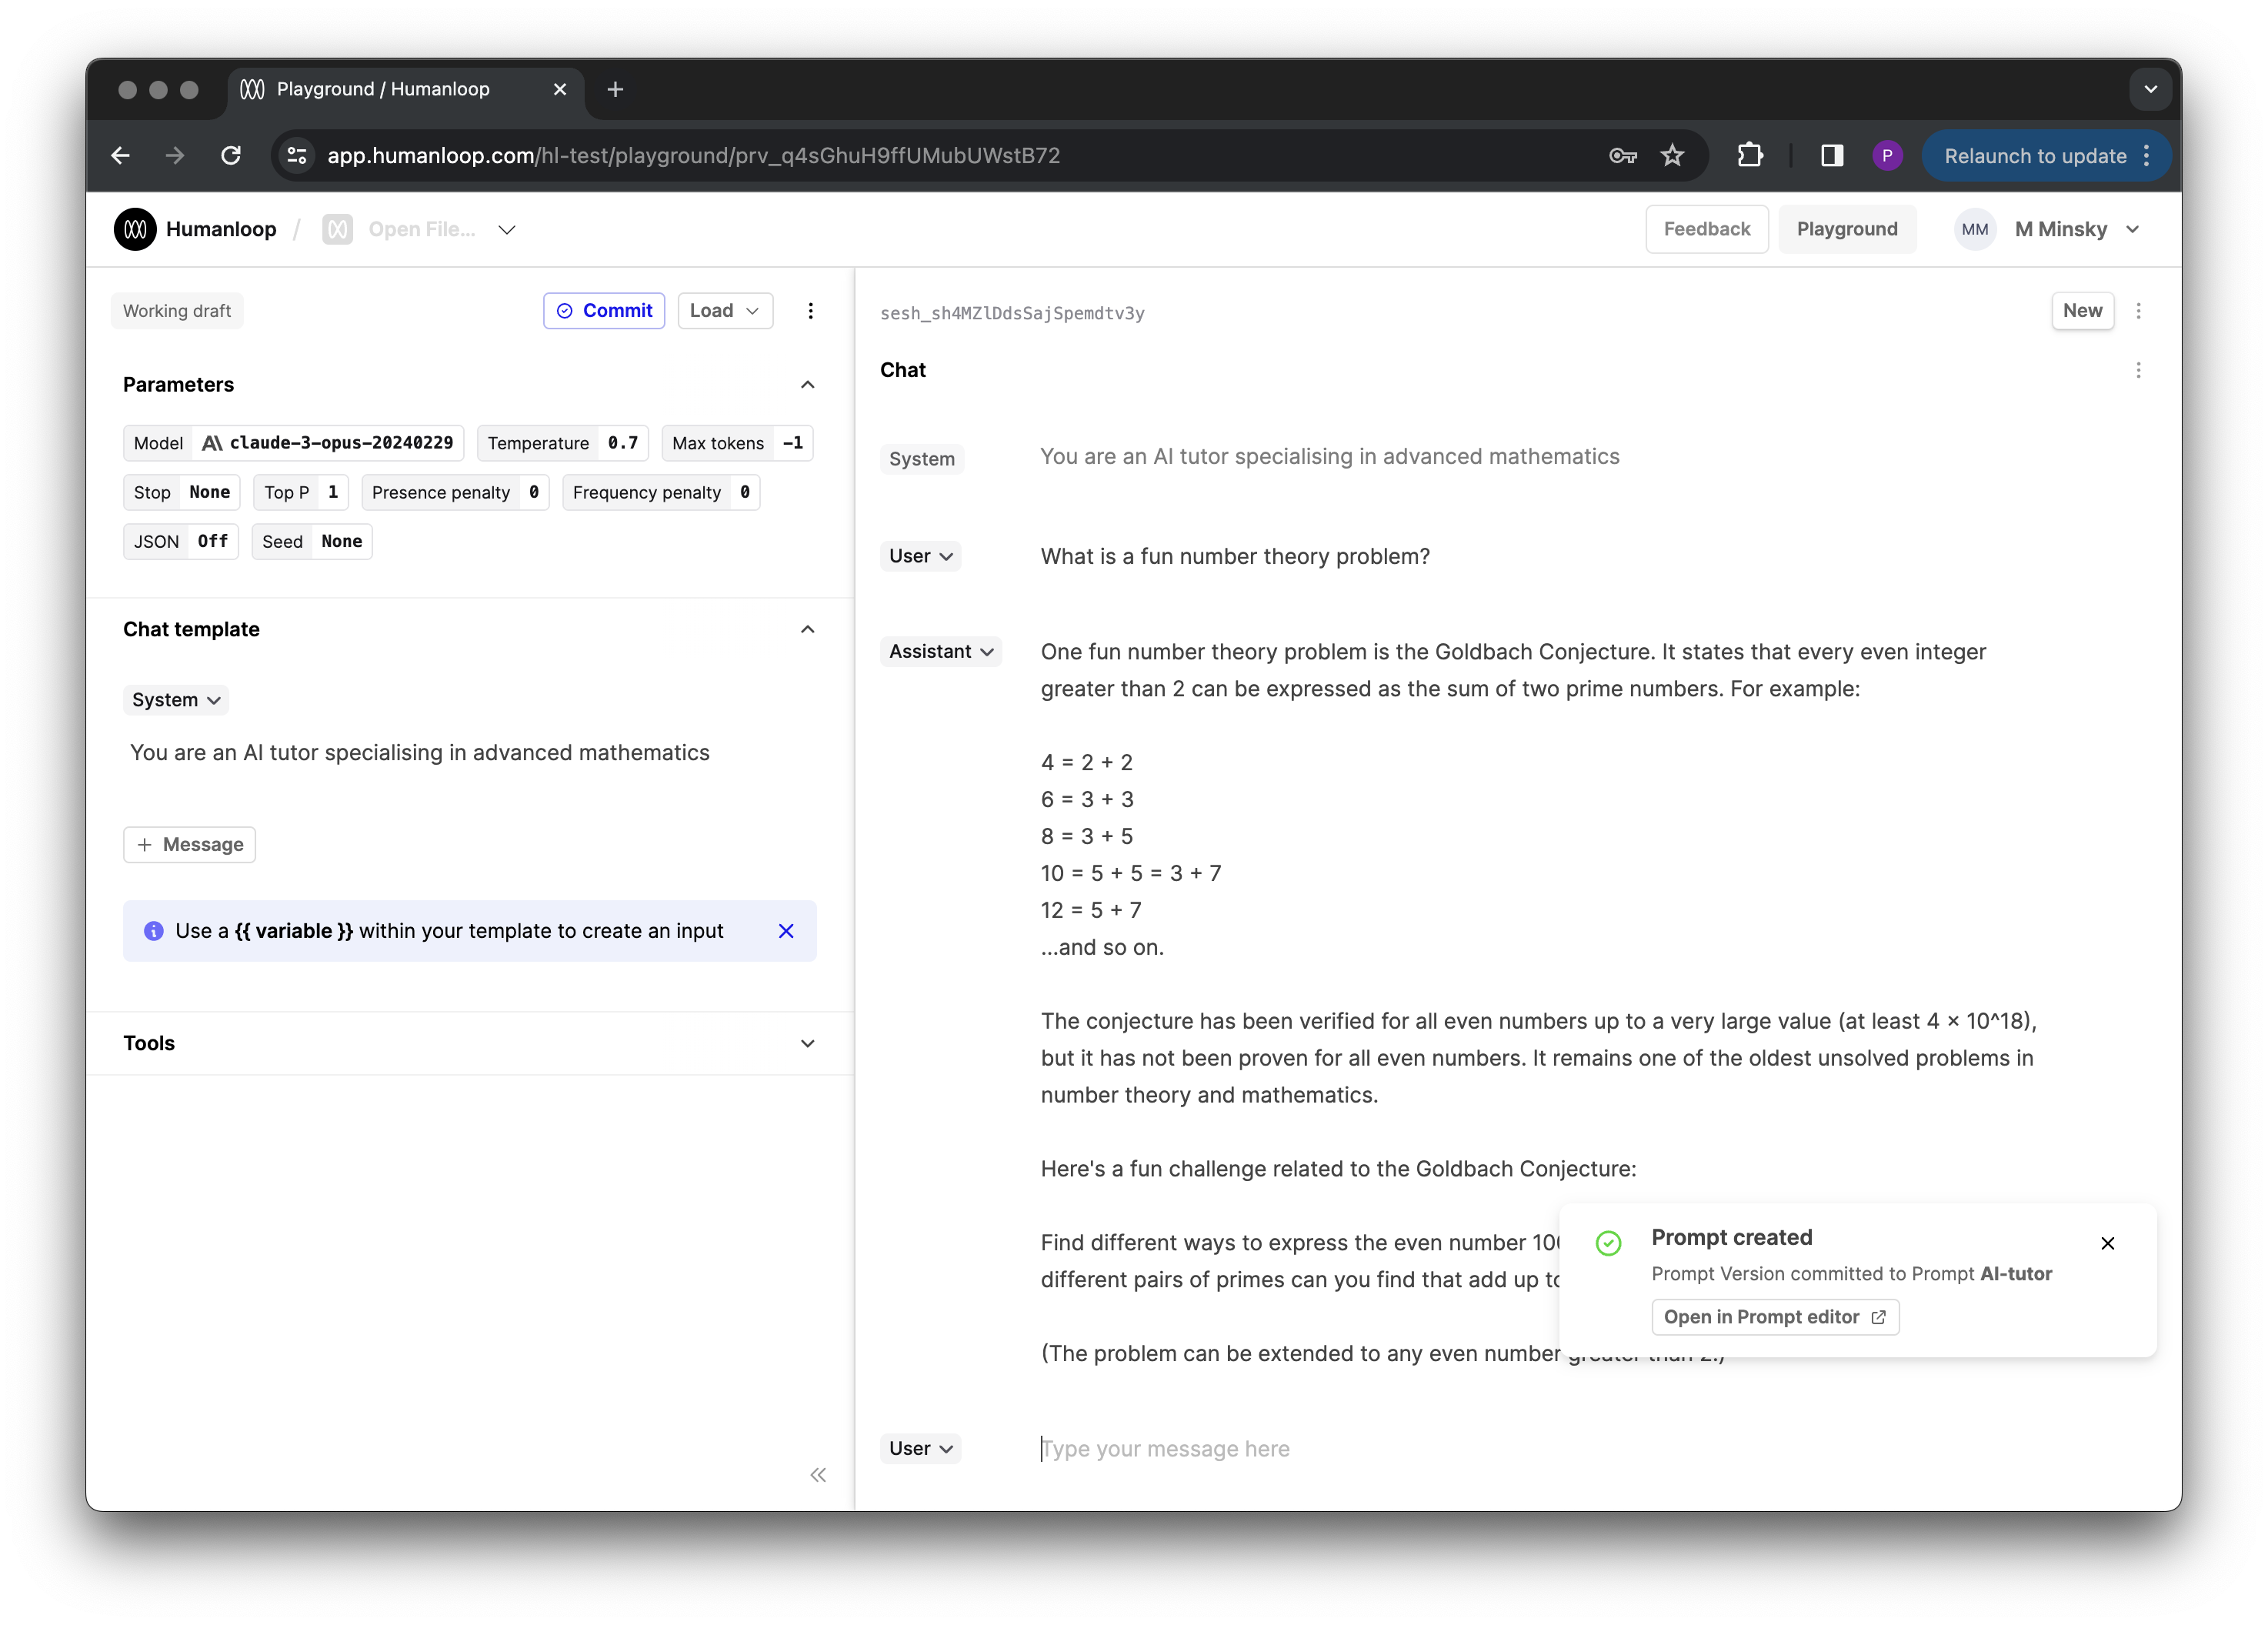 Playground / Humanloop
app.humanloop.com/hl-test/playground/prv_q4sGhuH9ffUMubUWstB72
P
Relaunch to update
Humanloop / Open File...
Feedback
Playground
MM
M Minsky
Working draft
Commit
Load
Parameters
Model claude-3-opus-20240229
Temperature 0.7
Max tokens -1
Stop None
Top P 1
Presence penalty 0
Frequency penalty 0
JSON Off
Seed None
Chat template
System
You are an AI tutor specialising in advanced mathematics
+ Message
Use a {{ variable }} within your template to create an input
Tools
sesh_sh4MZlDdsSajSpemdtv3y
New
Chat
System
You are an AI tutor specialising in advanced mathematics
User
What is a fun number theory problem?
Assistant
One fun number theory problem is the Goldbach Conjecture. It states that every even integer
greater than 2 can be expressed as the sum of two prime numbers. For example:
4 = 2 + 2
6 = 3 + 3
8 = 3 + 5
10 = 5 + 5 = 3 + 7
12 = 5 + 7
...and so on.
The conjecture has been verified for all even numbers up to a very large value (at least 4 × 10^18),
but it has not been proven for all even numbers. It remains one of the oldest unsolved problems in
number theory and mathematics.
Here's a fun challenge related to the Goldbach Conjecture:
Find different ways to express the even number
different pairs of primes can you find that add up
(The problem can be extended to any even number greater than 2.)
Prompt created
Prompt Version committed to Prompt AI-tutor
Open in Prompt editor
User
Type your message here